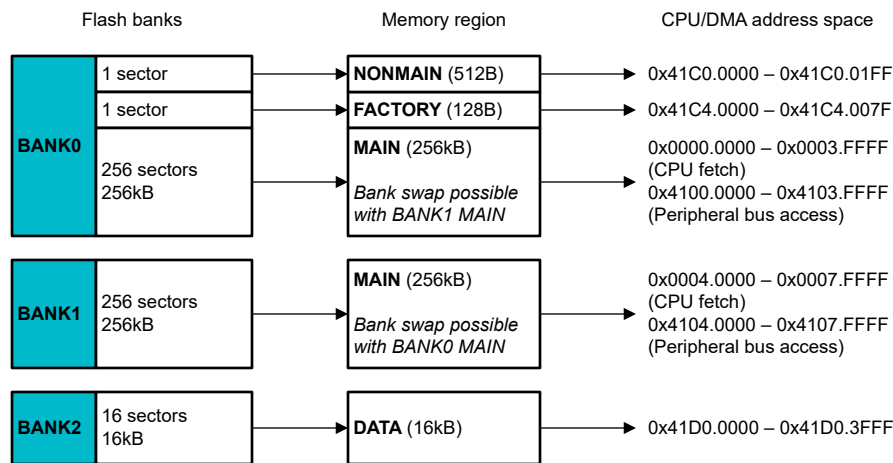 Flash banks
Memory region
CPU/DMA address space
BANK0
1 sector
NONMAIN (512B)
0x41C0.0000 – 0x41C0.01FF
1 sector
FACTORY (128B)
0x41C4.0000 – 0x41C4.007F
256 sectors
256kB
MAIN (256kB)
Bank swap possible
with BANK1 MAIN
0x0000.0000 – 0x0003.FFFF
(CPU fetch)
0x4100.0000 – 0x4103.FFFF
(Peripheral bus access)
BANK1
256 sectors
256kB
MAIN (256kB)
Bank swap possible
with BANK0 MAIN
0x0004.0000 – 0x0007.FFFF
(CPU fetch)
0x4104.0000 – 0x4107.FFFF
(Peripheral bus access)
BANK2
16 sectors
16kB
DATA (16kB)
0x41D0.0000 – 0x41D0.3FFF